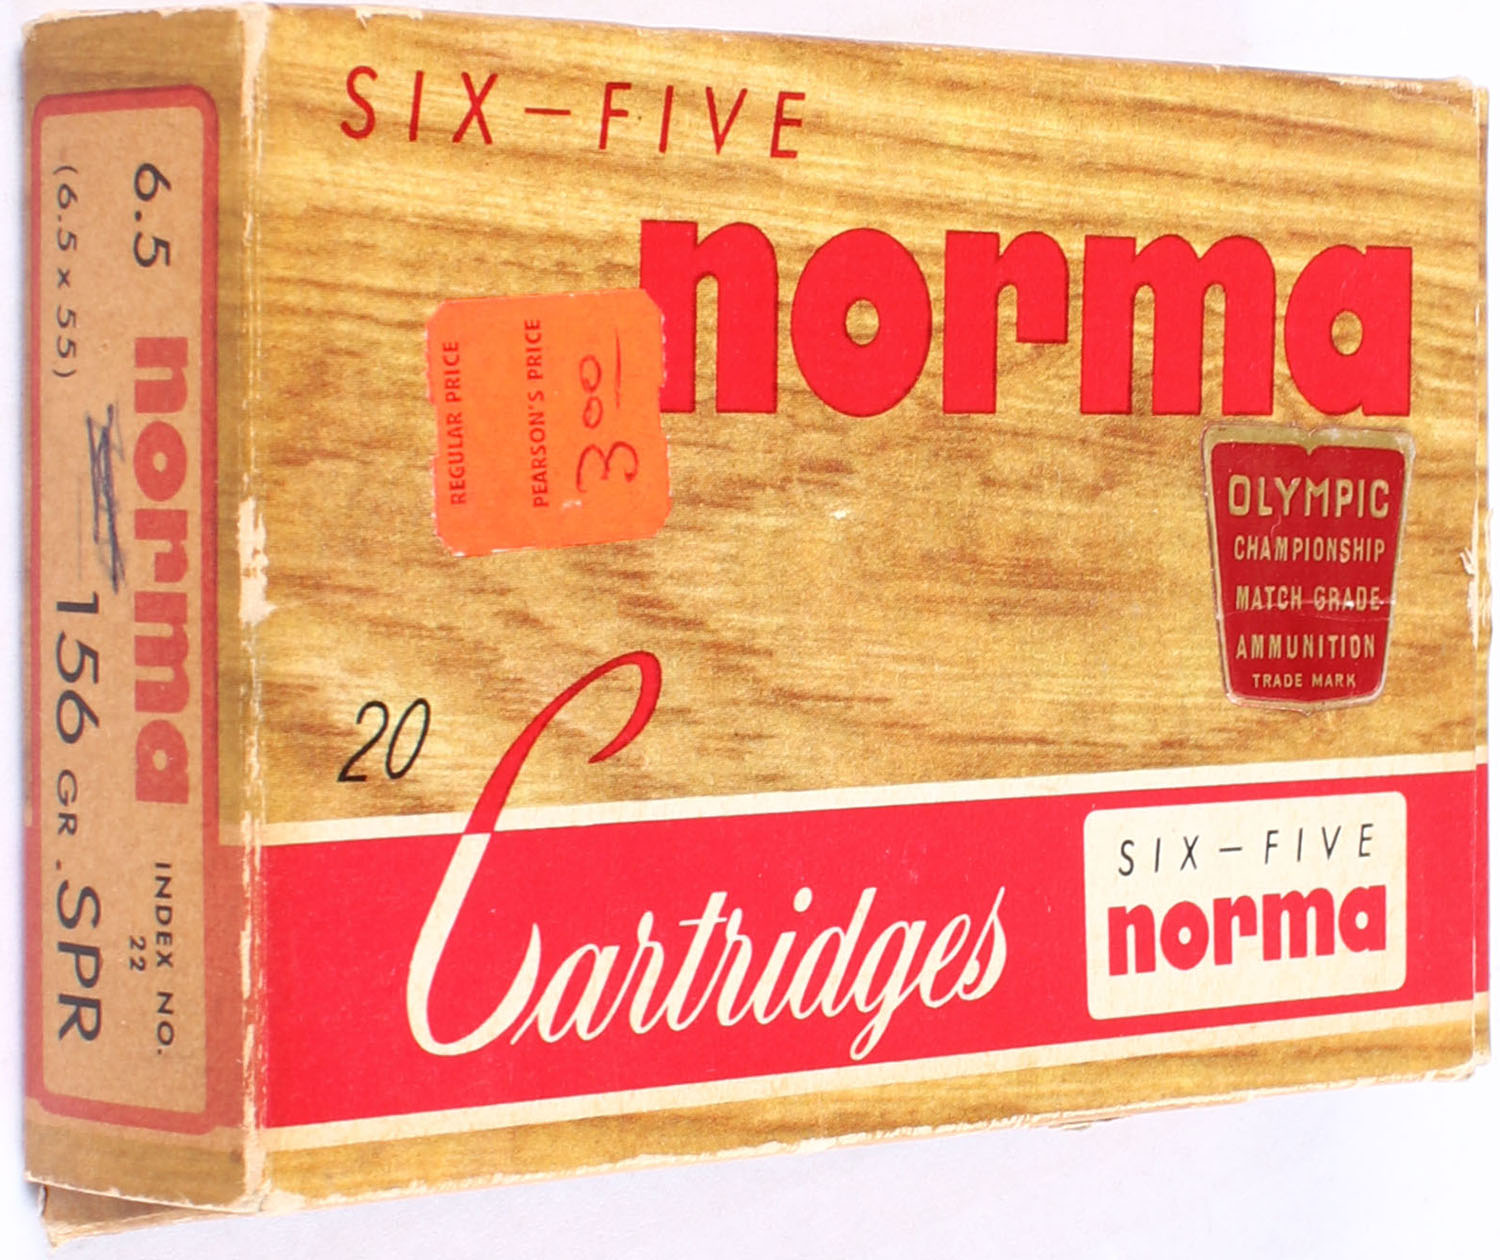 SIX–FIVE
norma
REGULAR PRICE
PEARSON'S PRICE
3.00
OLYMPIC
CHAMPIONSHIP
MATCH GRADE
AMMUNITION
TRADE MARK
20
Cartridges
SIX–FIVE
norma
6.5 norma INDEX NO.
22
(6.5 x 55) 156 GR. SPR